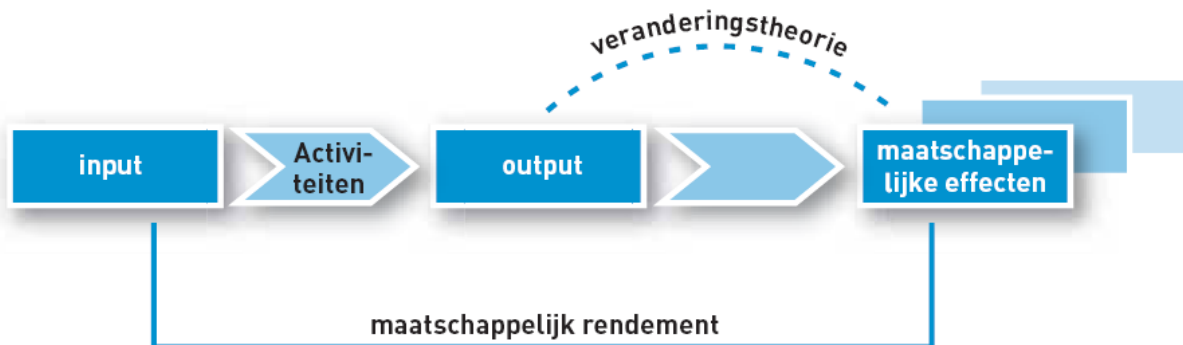 veranderingstheorie
input
Activi-
teiten
output
maatschappe-
lijke effecten
maatschappelijk rendement